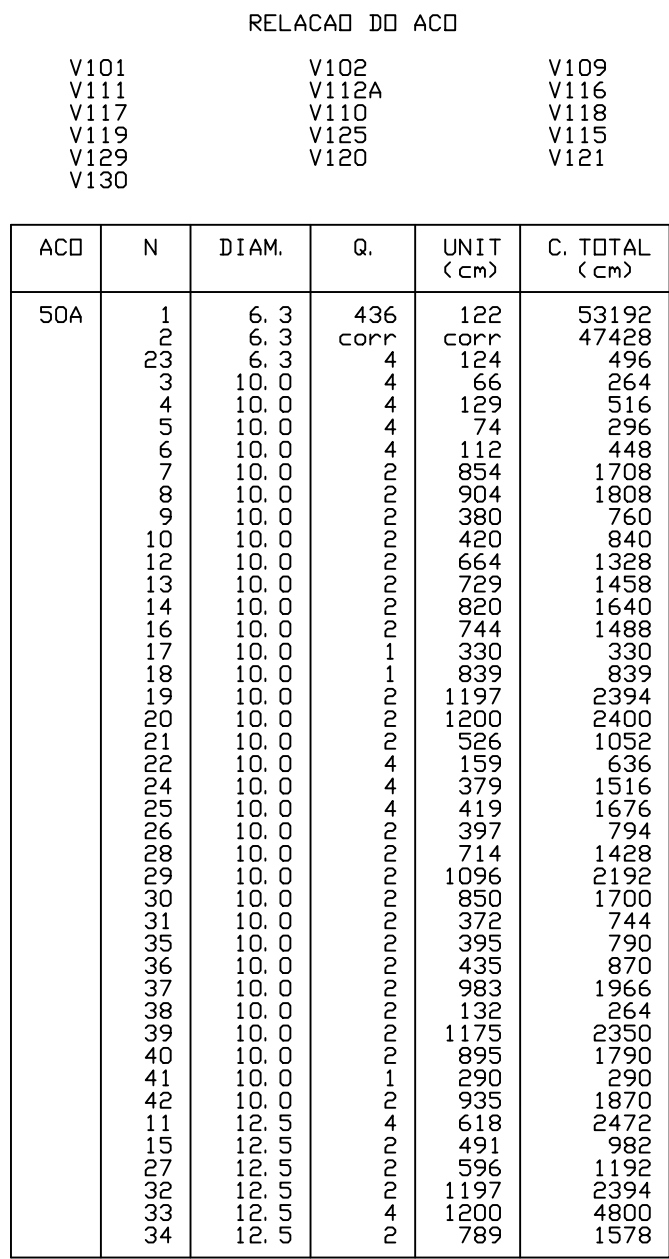 RELACAO DO ACO
V101 V102 V109
V111 V112A V116
V117 V110 V118
V119 V125 V115
V129 V120 V121
V130
ACO N DIAM. Q. UNIT C. TOTAL
(cm) (cm)
50A 1 6.3 436 122 53192
2 6.3 corr corr 47428
23 6.3 4 124 496
3 10.0 4 66 264
4 10.0 4 129 516
5 10.0 4 74 296
6 10.0 4 112 448
7 10.0 2 854 1708
8 10.0 2 904 1808
9 10.0 2 380 760
10 10.0 2 420 840
12 10.0 2 664 1328
13 10.0 2 729 1458
14 10.0 2 820 1640
16 10.0 2 744 1488
17 10.0 1 330 330
18 10.0 1 839 839
19 10.0 2 1197 2394
20 10.0 2 1200 2400
21 10.0 2 526 1052
22 10.0 4 159 636
24 10.0 4 379 1516
25 10.0 4 419 1676
26 10.0 2 397 794
28 10.0 2 714 1428
29 10.0 2 1096 2192
30 10.0 2 850 1700
31 10.0 2 372 744
35 10.0 2 395 790
36 10.0 2 435 870
37 10.0 2 983 1966
38 10.0 2 132 264
39 10.0 2 1175 2350
40 10.0 2 895 1790
41 10.0 1 290 290
42 10.0 2 935 1870
11 12.5 4 618 2472
15 12.5 2 491 982
27 12.5 2 596 1192
32 12.5 2 1197 2394
33 12.5 4 1200 4800
34 12.5 2 789 1578